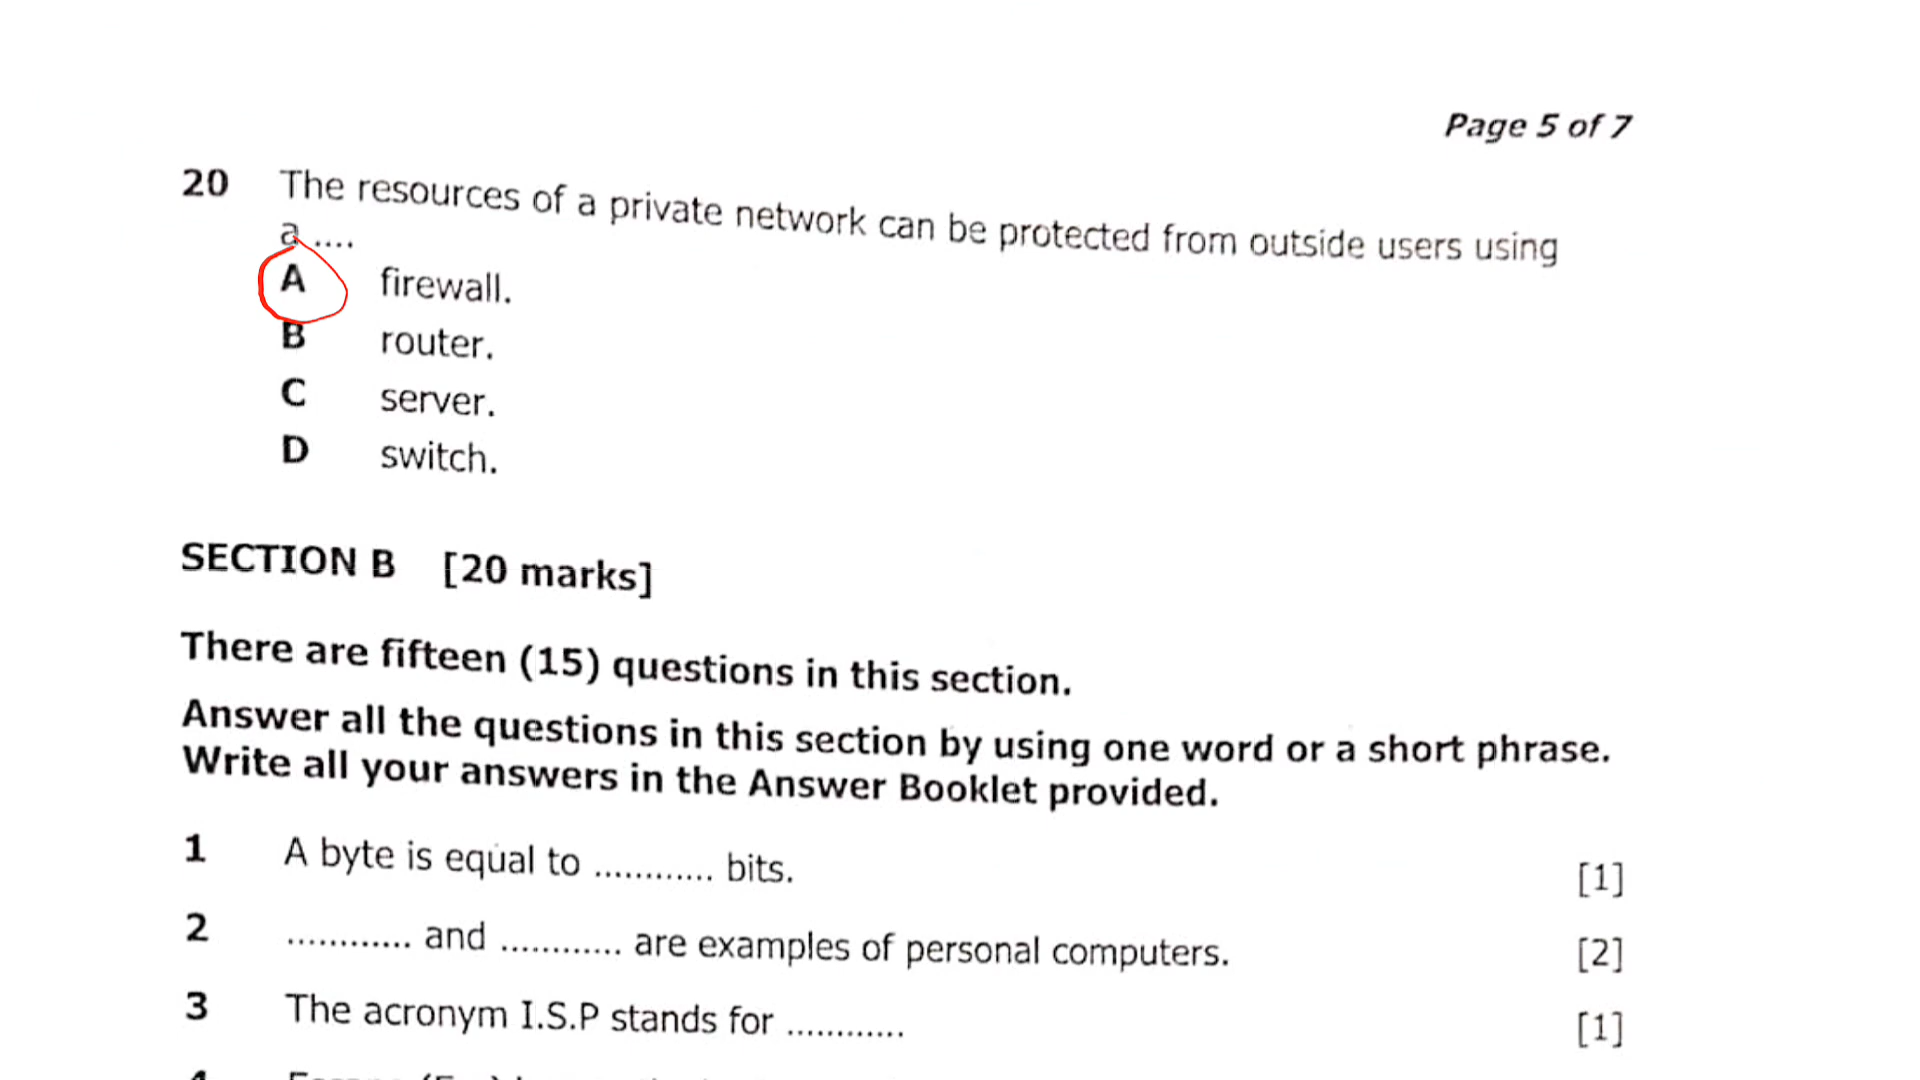 Page 5 of 7
20 The resources of a private network can be protected from outside users using
a ....
A firewall.
B router.
C server.
D switch.
SECTION B [20 marks]
There are fifteen (15) questions in this section.
Answer all the questions in this section by using one word or a short phrase.
Write all your answers in the Answer Booklet provided.
1 A byte is equal to ............ bits. [1]
2 ............ and ............ are examples of personal computers. [2]
3 The acronym I.S.P stands for ............ [1]